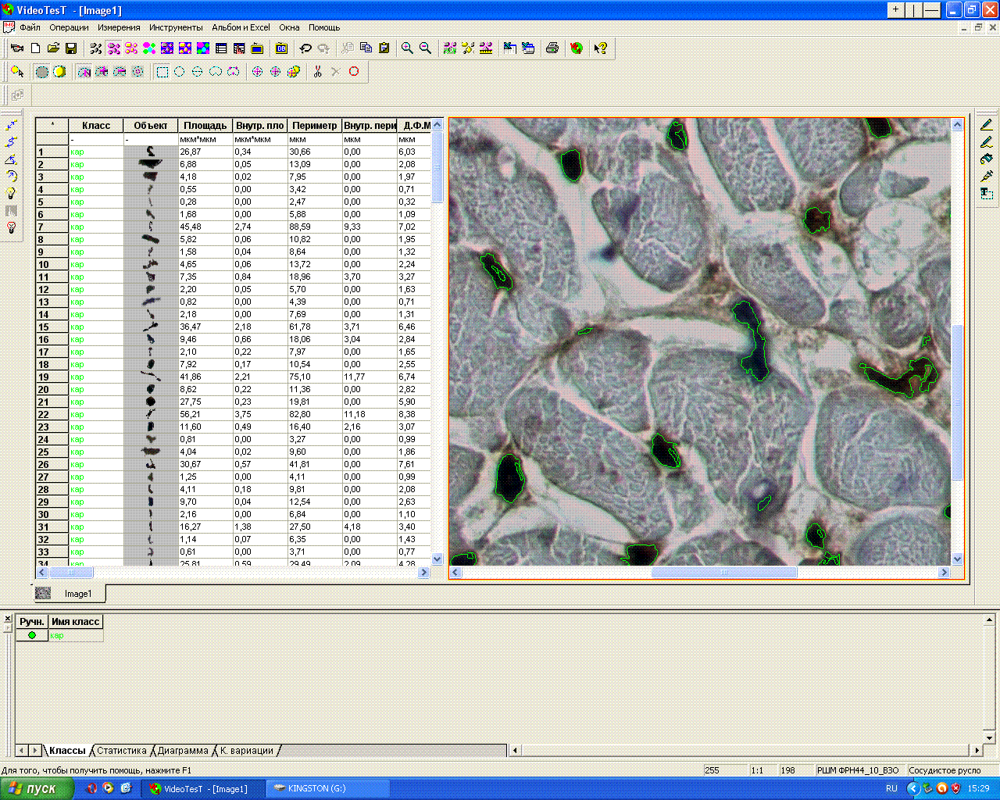 VideoTesT - [Image1]
Файл Операции Измерения Инструменты Альбом и Excel Окна Помощь
* Класс Объект Площадь Внутр. пло Периметр Внутр. пери Д.Ф.М
- - мкм*мкм мкм*мкм мкм мкм мкм
1 кар 26,87 0,34 30,66 0,00 6,03
2 кар 6,88 0,05 13,09 0,00 2,08
3 кар 4,18 0,02 7,95 0,00 1,97
4 кар 0,55 0,00 3,42 0,00 0,71
5 кар 0,28 0,00 2,47 0,00 0,32
6 кар 1,68 0,00 5,88 0,00 1,09
7 кар 45,48 2,74 88,59 9,33 7,02
8 кар 5,82 0,06 10,82 0,00 1,95
9 кар 1,58 0,04 8,64 0,00 1,32
10 кар 4,65 0,06 13,72 0,00 2,24
11 кар 7,35 0,84 18,96 3,70 3,27
12 кар 2,20 0,05 5,70 0,00 1,63
13 кар 0,82 0,00 4,39 0,00 0,71
14 кар 2,18 0,00 7,69 0,00 1,31
15 кар 36,47 2,18 61,78 3,71 6,46
16 кар 9,46 0,66 18,06 3,04 2,84
17 кар 2,10 0,22 7,97 0,00 1,65
18 кар 7,92 0,17 10,54 0,00 2,55
19 кар 41,85 2,21 75,10 11,77 6,74
20 кар 8,62 0,22 11,36 0,00 2,82
21 кар 27,75 0,23 19,81 0,00 5,90
22 кар 56,21 3,75 82,80 11,18 8,38
23 кар 11,60 0,49 16,40 2,16 3,07
24 кар 0,81 0,00 3,27 0,00 0,99
25 кар 4,04 0,02 9,60 0,00 1,86
26 кар 30,67 0,57 41,81 0,00 7,61
27 кар 1,25 0,00 4,11 0,00 0,99
28 кар 4,11 0,18 9,81 0,00 2,08
29 кар 9,70 0,04 12,54 0,00 2,63
30 кар 2,16 0,00 6,84 0,00 1,10
31 кар 16,27 1,38 27,50 4,18 3,40
32 кар 1,14 0,07 6,35 0,00 1,43
33 кар 0,61 0,00 3,71 0,00 0,77
34 кар 25,81 0,59 29,49 2,09 4,28
Image1
Ручн. Имя класс
кар
Классы Статистика Диаграмма К. вариации
Для того, чтобы получить помощь, нажмите F1 255 1:1 198 РШМ ФРН44_10_ВЗО Сосудистое русло
пуск VideoTesT - [Image1] KINGSTON (G:) RU 15:29